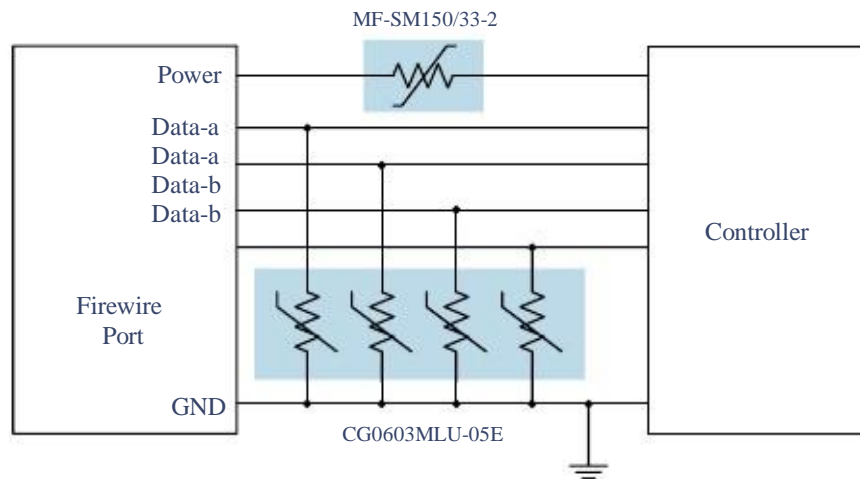 MF-SM150/33-2
Power
Data-a
Data-a
Data-b
Data-b
Controller
Firewire
Port
GND
CG0603MLU-05E